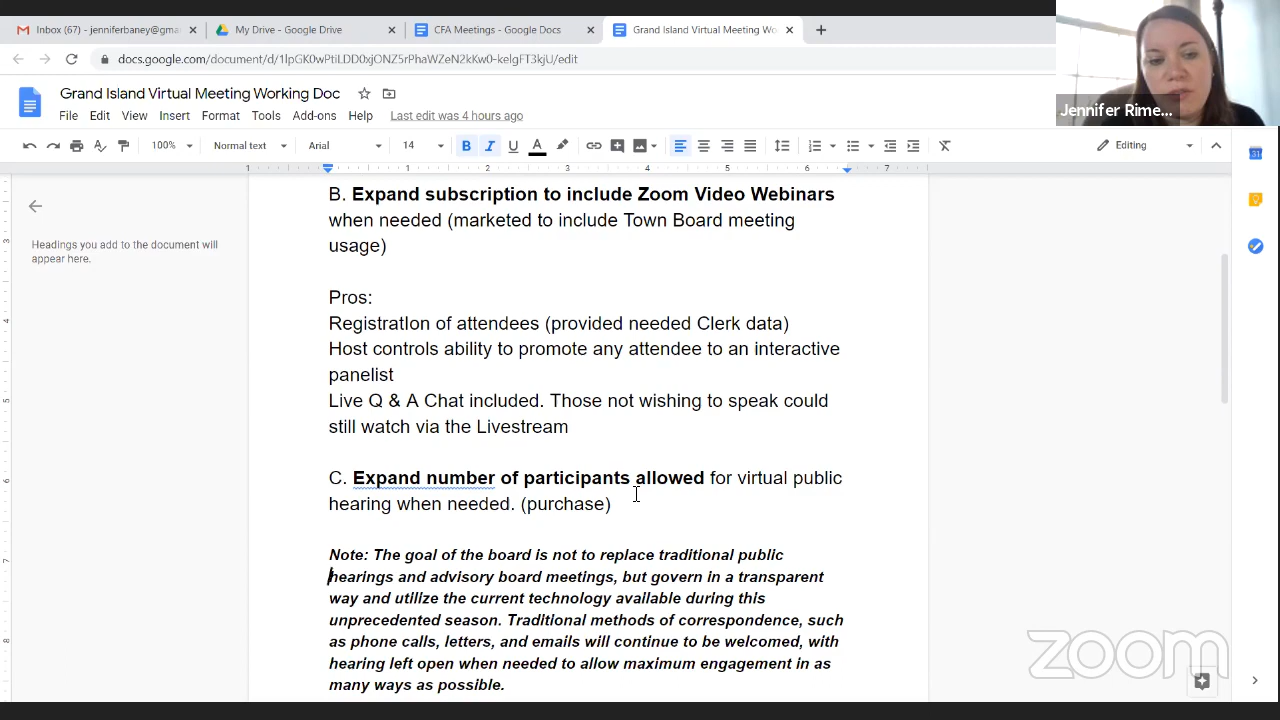 Inbox (67) - jenniferbaney@gma
My Drive - Google Drive
CFA Meetings - Google Docs
Grand Island Virtual Meeting Wo
docs.google.com/document/d/1lpGK0wPtiLDD0xjONZ5rPhaWZeN2kKw0-kelgFT3kjU/edit
Jennifer Rime...
Grand Island Virtual Meeting Working Doc
File Edit View Insert Format Tools Add-ons Help Last edit was 4 hours ago
100% Normal text Arial 14 B I U A Editing
1 1 2 3 4 5 6 7
Headings you add to the document will
appear here.
B. Expand subscription to include Zoom Video Webinars
when needed (marketed to include Town Board meeting
usage)
Pros:
RegistratIon of attendees (provided needed Clerk data)
Host controls ability to promote any attendee to an interactive
panelist
Live Q & A Chat included. Those not wishing to speak could
still watch via the Livestream
C. Expand number of participants allowed for virtual public
hearing when needed. (purchase)
Note: The goal of the board is not to replace traditional public
hearings and advisory board meetings, but govern in a transparent
way and utilize the current technology available during this
unprecedented season. Traditional methods of correspondence, such
as phone calls, letters, and emails will continue to be welcomed, with
hearing left open when needed to allow maximum engagement in as
many ways as possible.
zoom